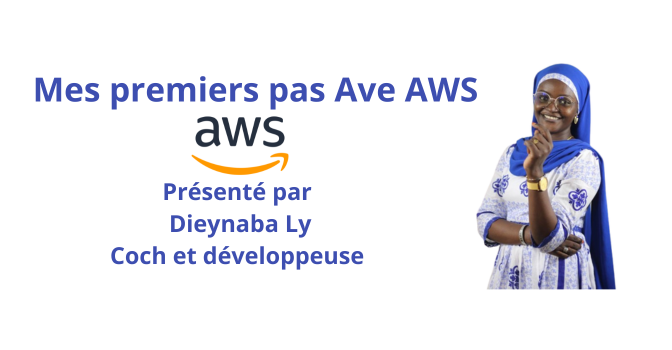 Mes premiers pas Ave AWS
aws
Présenté par
Dieynaba Ly
Coch et développeuse